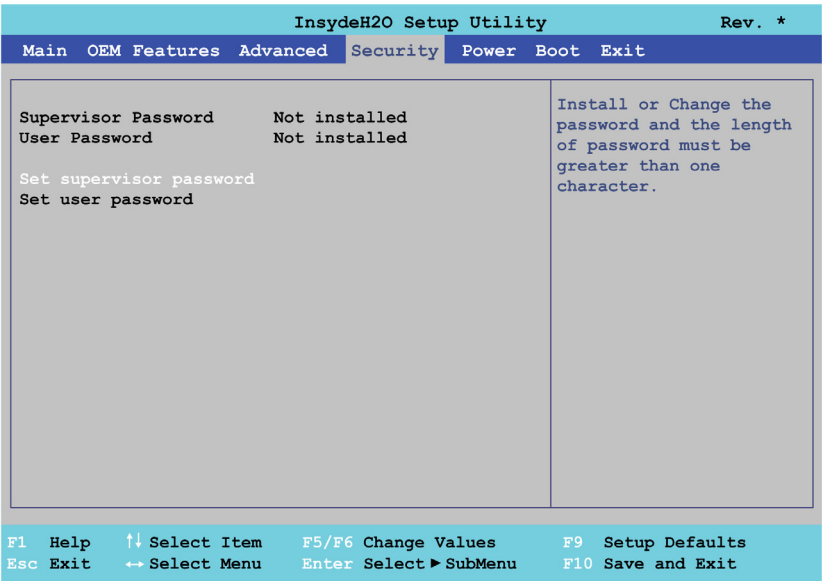 InsydeH2O Setup Utility Rev. *
Main OEM Features Advanced Security Power Boot Exit
Supervisor Password Not installed
User Password Not installed
Set supervisor password
Set user password
Install or Change the
password and the length
of password must be
greater than one
character.
F1 Help ↑↓ Select Item F5/F6 Change Values F9 Setup Defaults
Esc Exit ↔ Select Menu Enter Select ► SubMenu F10 Save and Exit